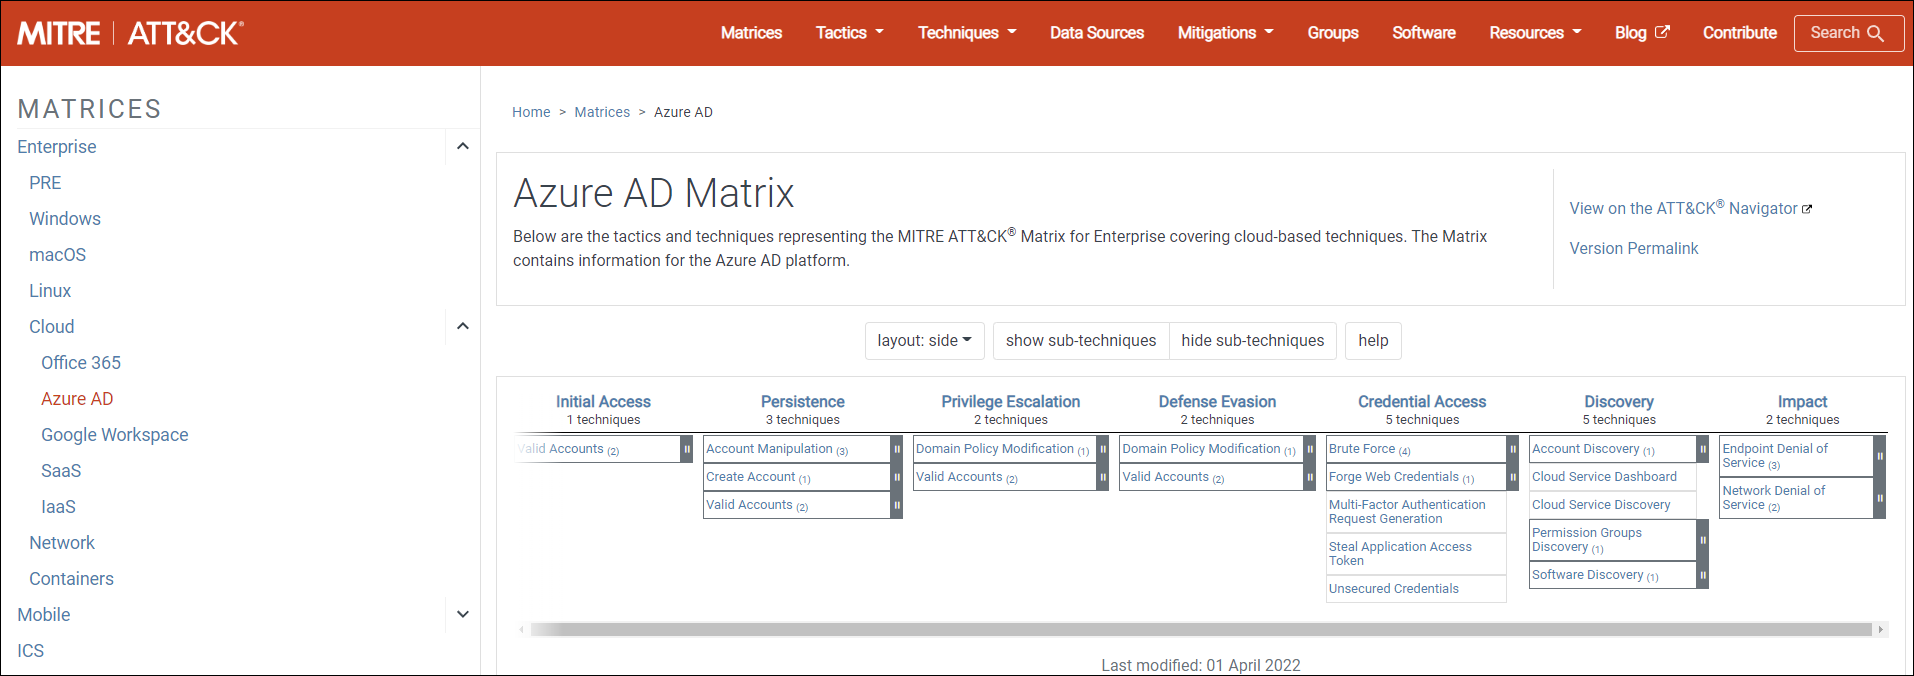 MITRE | ATT&CK®
Matrices Tactics Techniques Data Sources Mitigations Groups Software Resources Blog Contribute Search
MATRICES
Enterprise
PRE
Windows
macOS
Linux
Cloud
Office 365
Azure AD
Google Workspace
SaaS
IaaS
Network
Containers
Mobile
ICS
Home > Matrices > Azure AD
Azure AD Matrix
Below are the tactics and techniques representing the MITRE ATT&CK® Matrix for Enterprise covering cloud-based techniques. The Matrix
contains information for the Azure AD platform.
View on the ATT&CK® Navigator
Version Permalink
layout: side show sub-techniques hide sub-techniques help
Initial Access
1 techniques
Valid Accounts (2)
Persistence
3 techniques
Account Manipulation (3)
Create Account (1)
Valid Accounts (2)
Privilege Escalation
2 techniques
Domain Policy Modification (1)
Valid Accounts (2)
Defense Evasion
2 techniques
Domain Policy Modification (1)
Valid Accounts (2)
Credential Access
5 techniques
Brute Force (4)
Forge Web Credentials (1)
Multi-Factor Authentication
Request Generation
Steal Application Access
Token
Unsecured Credentials
Discovery
5 techniques
Account Discovery (1)
Cloud Service Dashboard
Cloud Service Discovery
Permission Groups
Discovery (1)
Software Discovery (1)
Impact
2 techniques
Endpoint Denial of
Service (3)
Network Denial of
Service (2)
Last modified: 01 April 2022